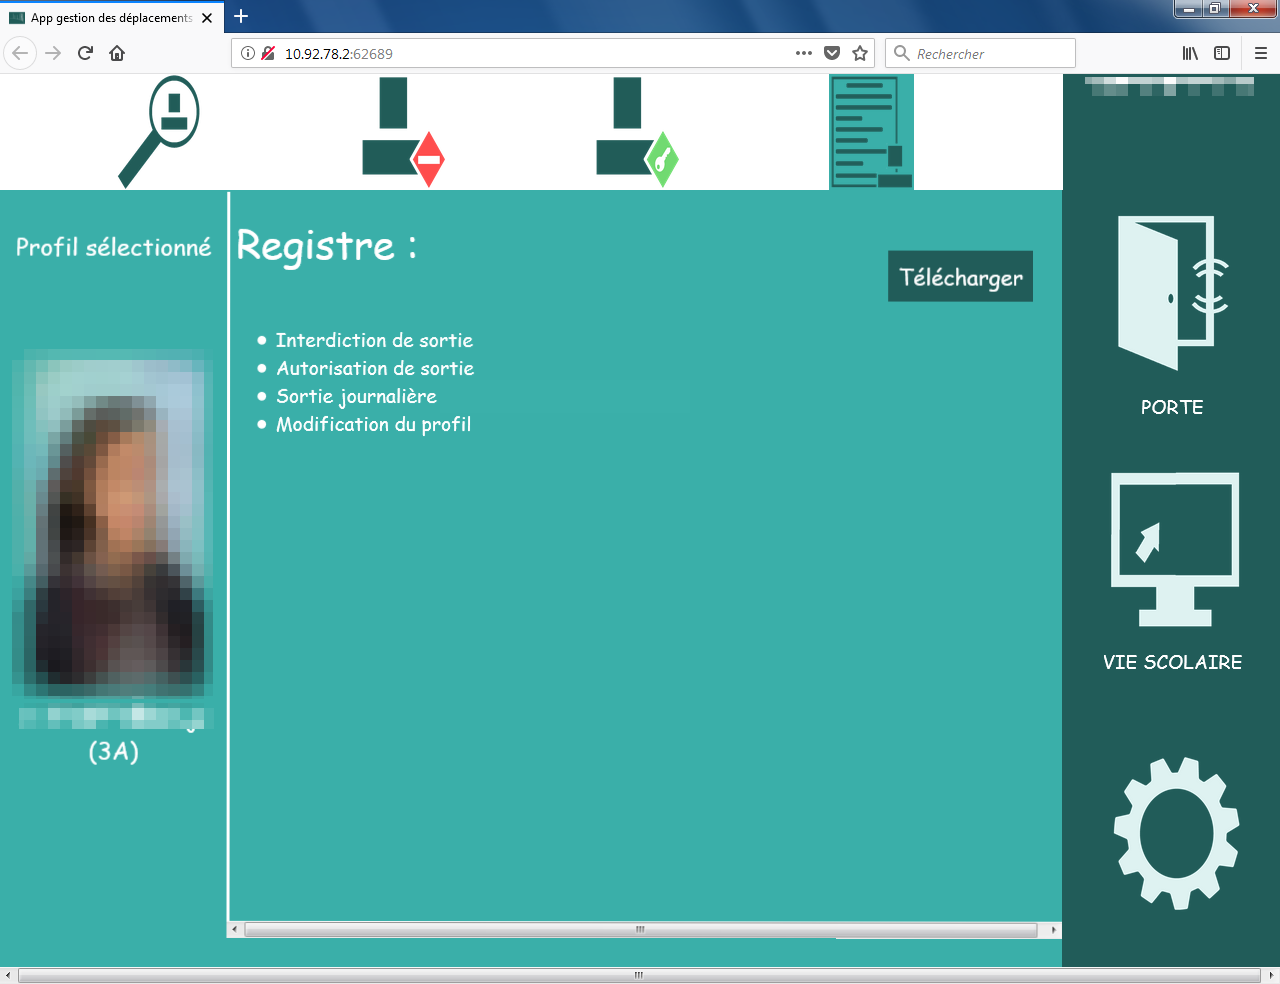 App gestion des déplacements
10.92.78.2:62689
Rechercher
Profil sélectionné
(3A)
Registre :
Télécharger
Interdiction de sortie
Autorisation de sortie
Sortie journalière
Modification du profil
PORTE
VIE SCOLAIRE